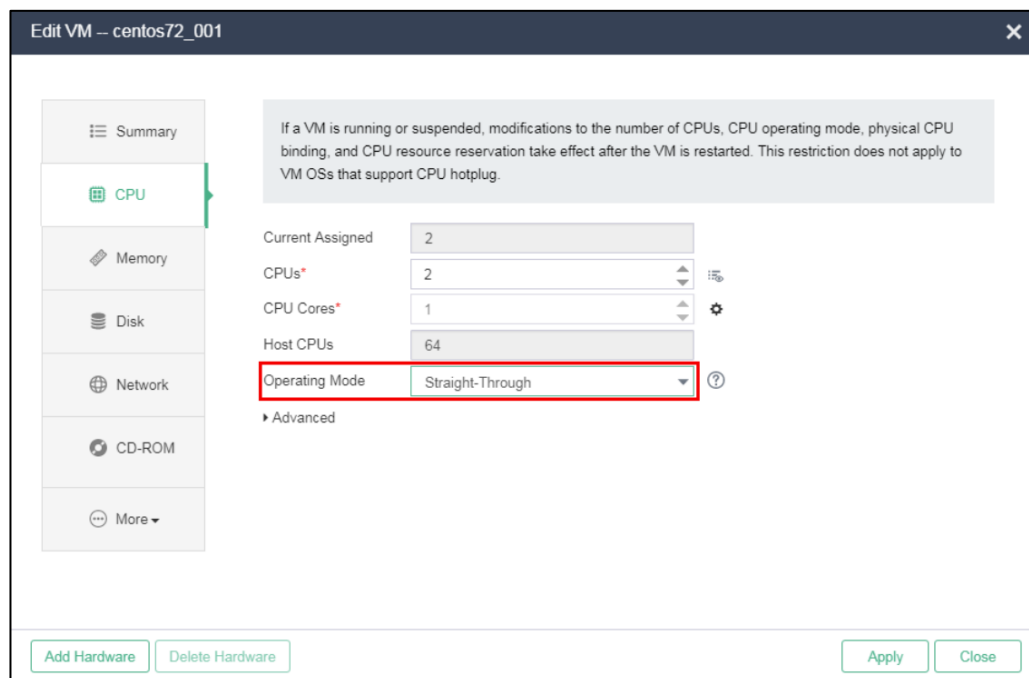 Edit VM -- centos72_001
Summary
CPU
Memory
Disk
Network
CD-ROM
More
If a VM is running or suspended, modifications to the number of CPUs, CPU operating mode, physical CPU
binding, and CPU resource reservation take effect after the VM is restarted. This restriction does not apply to
VM OSs that support CPU hotplug.
Current Assigned 2
CPUs* 2
CPU Cores* 1
Host CPUs 64
Operating Mode Straight-Through
Advanced
Add Hardware Delete Hardware Apply Close